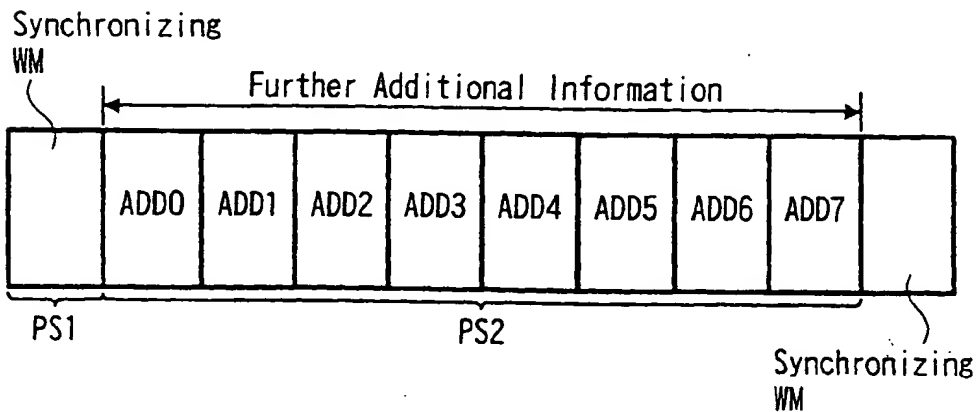 Synchronizing
WM
Further Additional Information
ADD0 ADD1 ADD2 ADD3 ADD4 ADD5 ADD6 ADD7
PS1 PS2
Synchronizing
WM